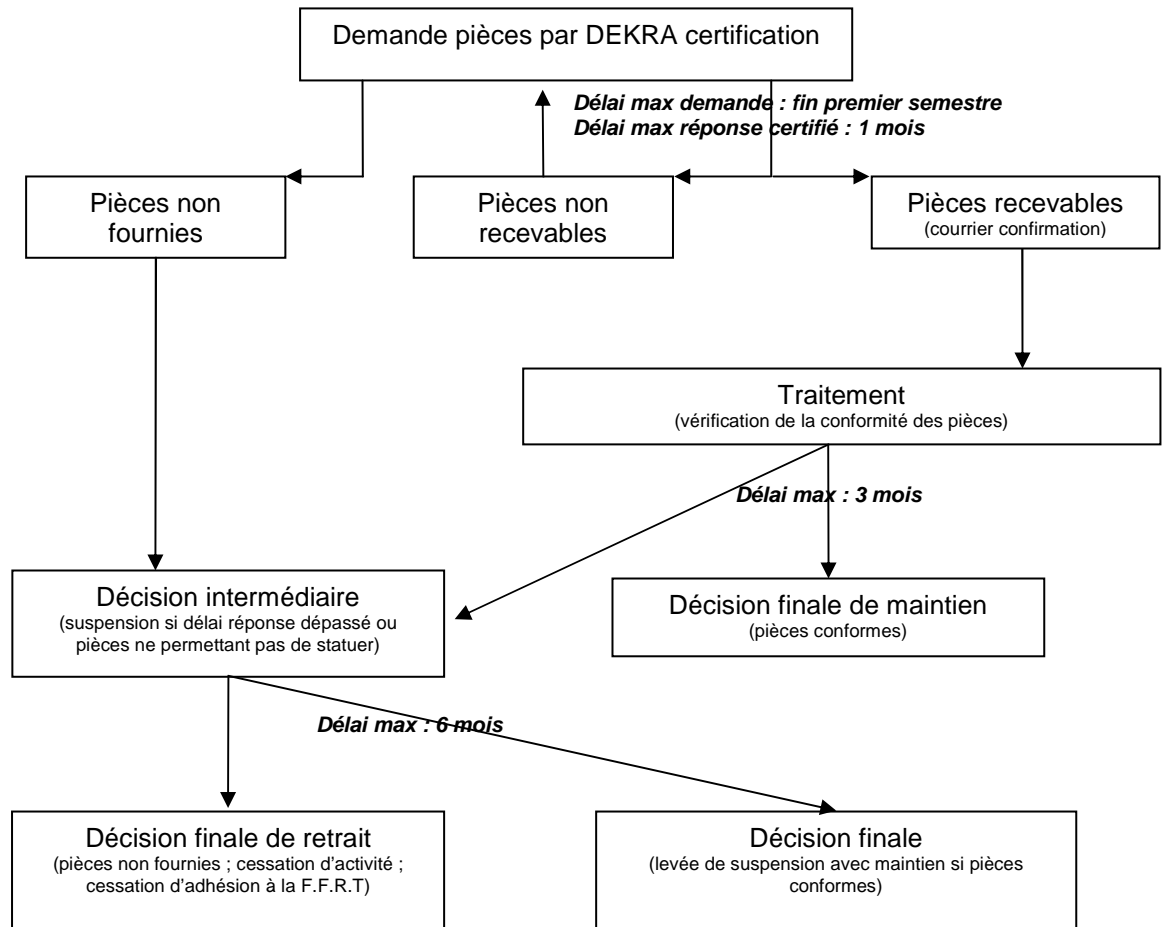 Demande pièces par DEKRA certification
Délai max demande : fin premier semestre
Délai max réponse certifié : 1 mois
Pièces non
fournies
Pièces non
recevables
Pièces recevables
(courrier confirmation)
Traitement
(vérification de la conformité des pièces)
Délai max : 3 mois
Décision intermédiaire
(suspension si délai réponse dépassé ou
pièces ne permettant pas de statuer)
Décision finale de maintien
(pièces conformes)
Délai max : 6 mois
Décision finale de retrait
(pièces non fournies ; cessation d'activité ;
cessation d'adhésion à la F.F.R.T)
Décision finale
(levée de suspension avec maintien si pièces
conformes)